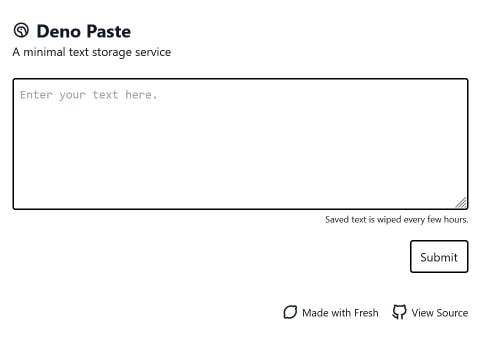 Deno Paste
A minimal text storage service
Enter your text here.
Saved text is wiped every few hours.
Submit
Made with Fresh View Source